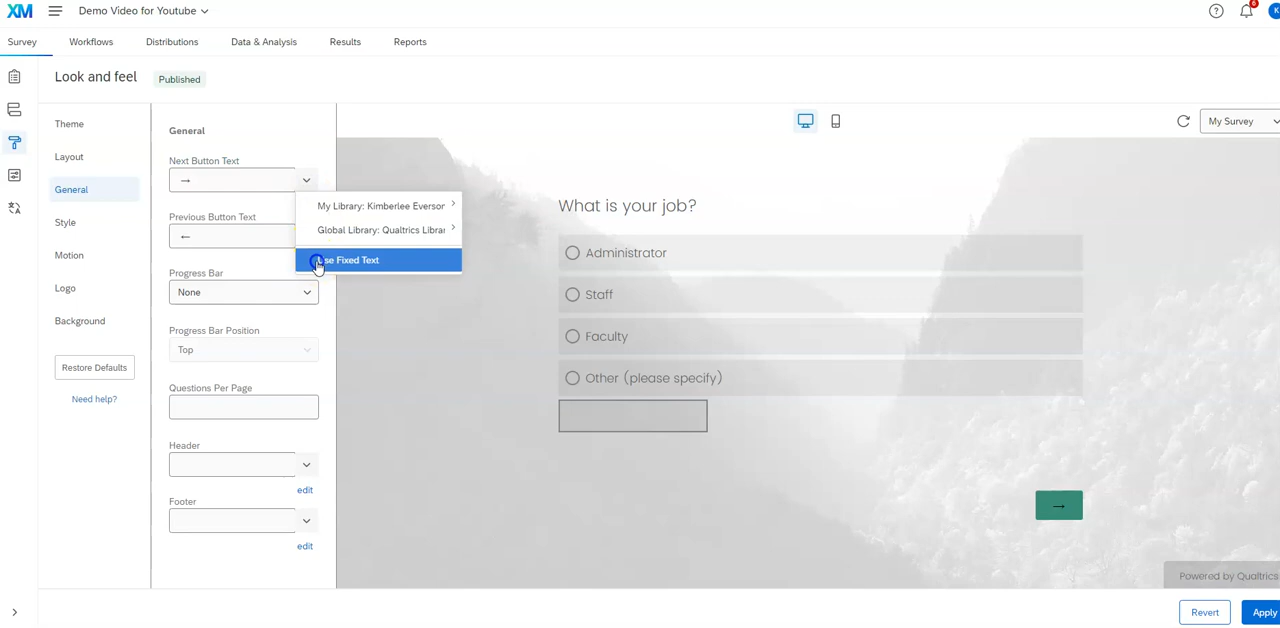 XM
Demo Video for Youtube
6
K
Survey
Workflows
Distributions
Data & Analysis
Results
Reports
Look and feel
Published
Theme
Layout
General
Style
Motion
Logo
Background
Restore Defaults
Need help?
General
Next Button Text
→
Previous Button Text
←
Progress Bar
None
Progress Bar Position
Top
Questions Per Page
Header
edit
Footer
edit
My Library: Kimberlee Everson
Global Library: Qualtrics Librar
Use Fixed Text
My Survey
What is your job?
Administrator
Staff
Faculty
Other (please specify)
→
Powered by Qualtrics
Revert
Apply